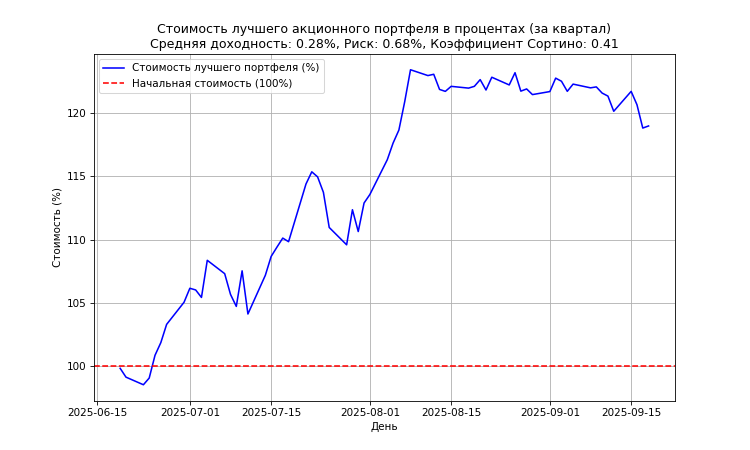 Стоимость лучшего акционного портфеля в процентах (за квартал)
Средняя доходность: 0.28%, Риск: 0.68%, Коэффициент Сортино: 0.41
Стоимость лучшего портфеля (%)
Начальная стоимость (100%)
Стоимость (%)
120
115
110
105
100
2025-06-15
2025-07-01
2025-07-15
2025-08-01
2025-08-15
2025-09-01
2025-09-15
День